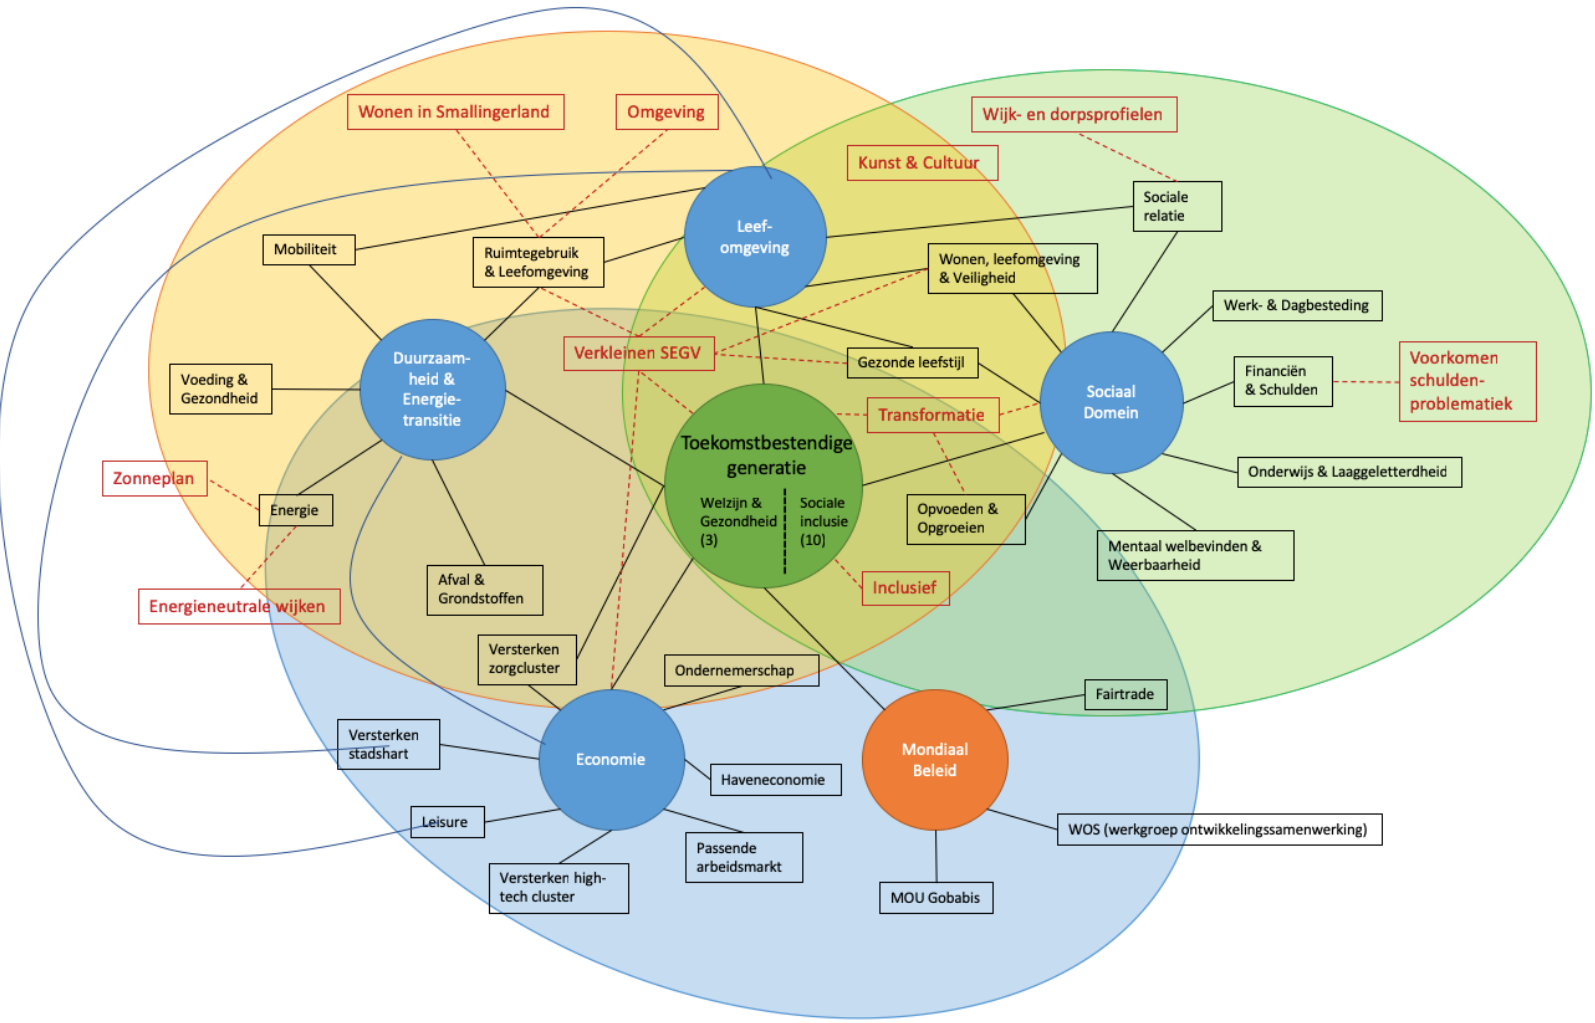 Wonen in Smallingerland
Omgeving
Wijk- en dorpsprofielen
Kunst & Cultuur
Sociale
relatie
Leef-
omgeving
Mobiliteit
Ruimtegebruik
& Leefomgeving
Wonen, leefomgeving
& Veiligheid
Werk- & Dagbesteding
Verkleinen SEGV
Gezonde leefstijl
Duurzaam-
heid &
Energie-
transitie
Voeding &
Gezondheid
Sociaal
Domein
Financiën
& Schulden
Voorkomen
schulden-
problematiek
Transformatie
Toekomstbestendige
generatie
Welzijn &
Gezondheid
(3)
Sociale
inclusie
(10)
Onderwijs & Laaggeletterdheid
Zonneplan
Energie
Opvoeden &
Opgroeien
Mentaal welbevinden &
Weerbaarheid
Afval &
Grondstoffen
Inclusief
Energieneutrale wijken
Versterken
zorgcluster
Ondernemerschap
Fairtrade
Versterken
stadshart
Economie
Mondiaal
Beleid
Haveneconomie
Leisure
WOS (werkgroep ontwikkelingssamenwerking)
Passende
arbeidsmarkt
Versterken high-
tech cluster
MOU Gobabis